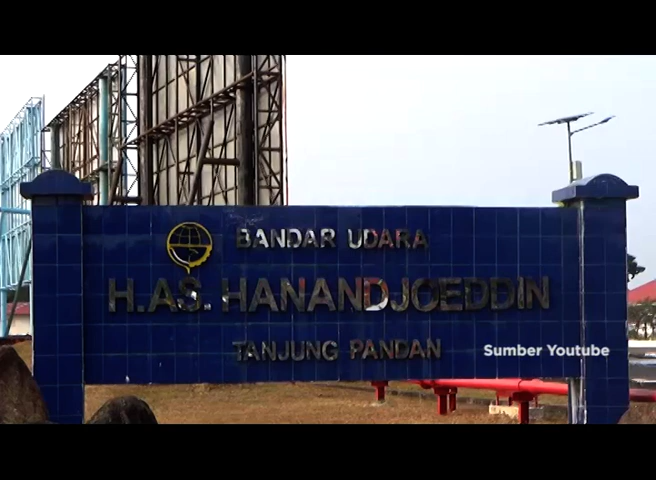 BANDAR UDARA
H.AS. HANANDJOEDDIN
TANJUNG PANDAN
Sumber Youtube